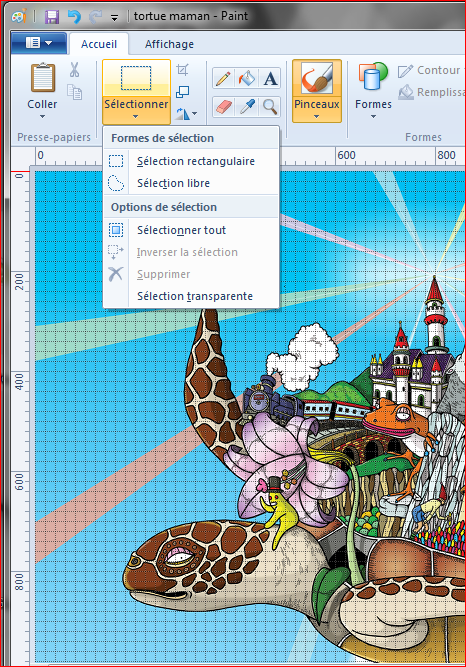 tortue maman - Paint
Accueil Affichage
Coller
Sélectionner
A
Pinceaux
Formes
Contour
Remplissa
Presse-papiers
Formes
Formes de sélection
Sélection rectangulaire
Sélection libre
Options de sélection
Sélectionner tout
Inverser la sélection
Supprimer
Sélection transparente
0 600 800
0
200
400
600
800